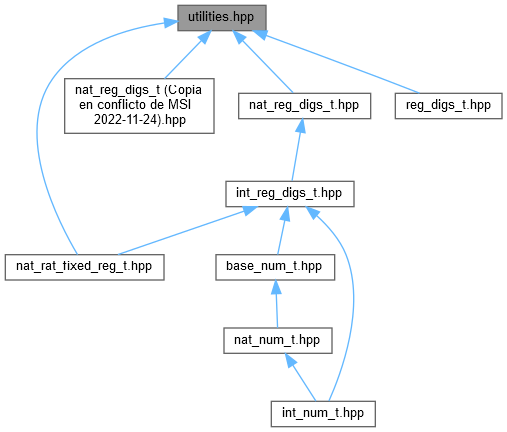 utilities.hpp
nat_reg_digs_t (Copia
en conflicto de MSI
2022-11-24).hpp
nat_reg_digs_t.hpp
reg_digs_t.hpp
int_reg_digs_t.hpp
nat_rat_fixed_reg_t.hpp
base_num_t.hpp
nat_num_t.hpp
int_num_t.hpp